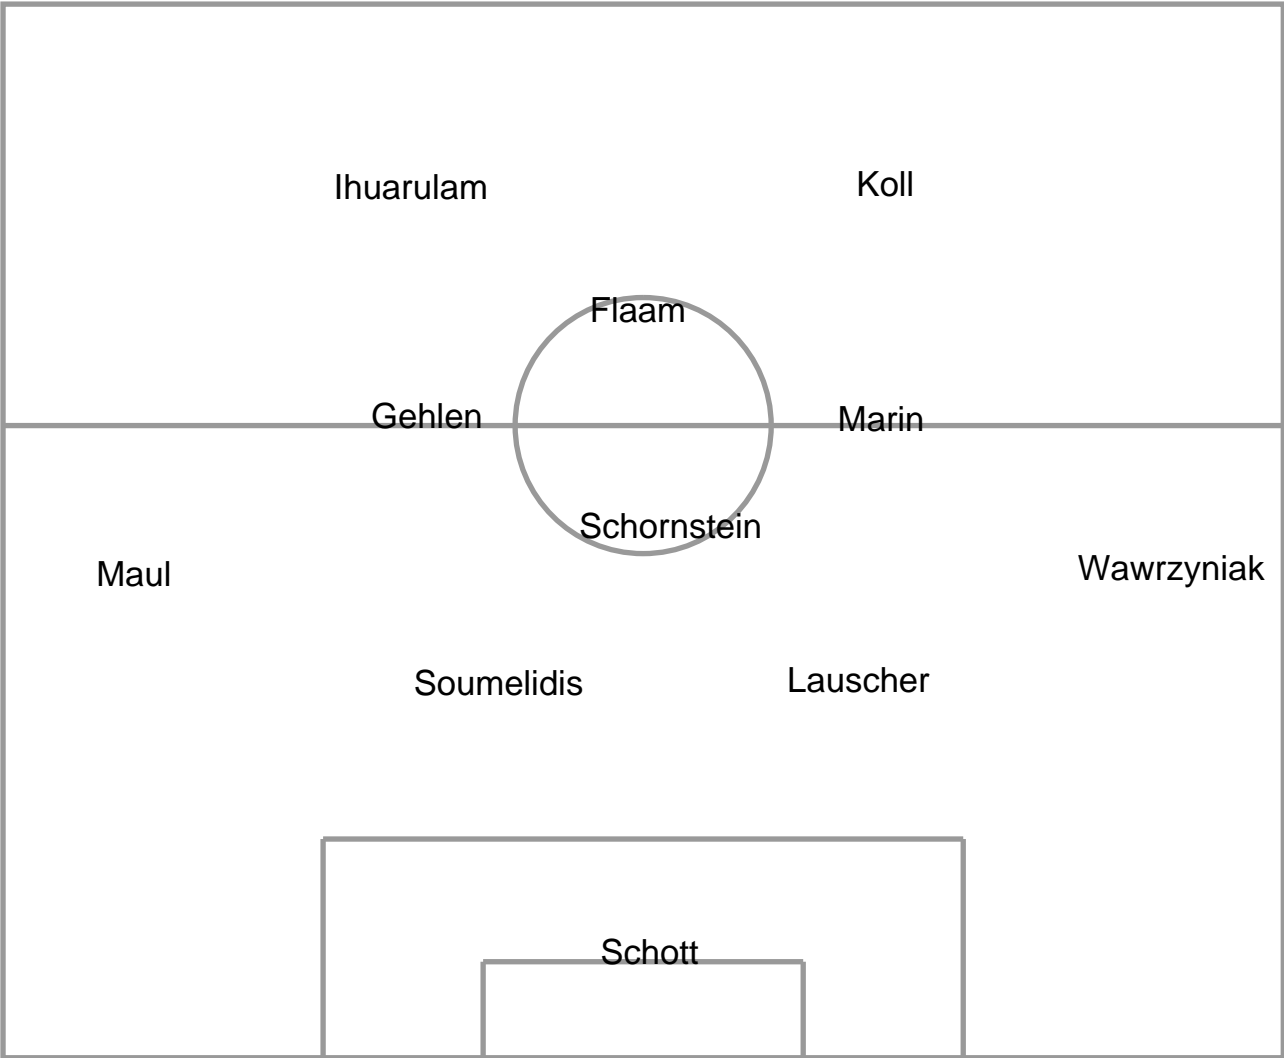 Ihuarulam
Koll
Flaam
Gehlen
Marin
Schornstein
Maul
Wawrzyniak
Soumelidis
Lauscher
Schott